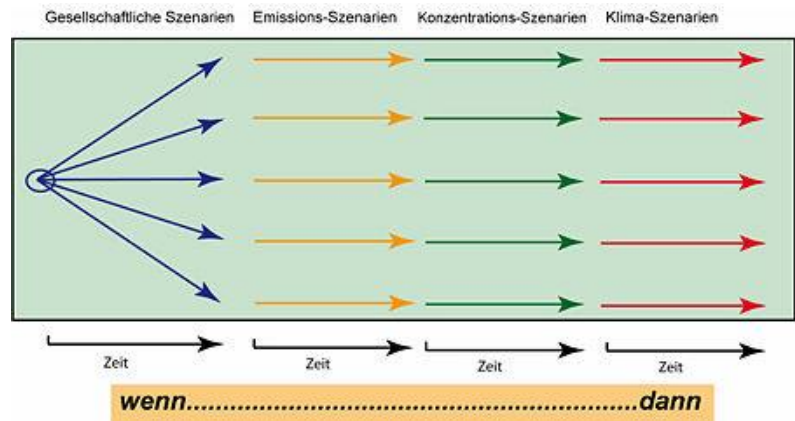 Gesellschaftliche Szenarien Emissions-Szenarien Konzentrations-Szenarien Klima-Szenarien
Zeit Zeit Zeit Zeit
wenn..............................................................dann